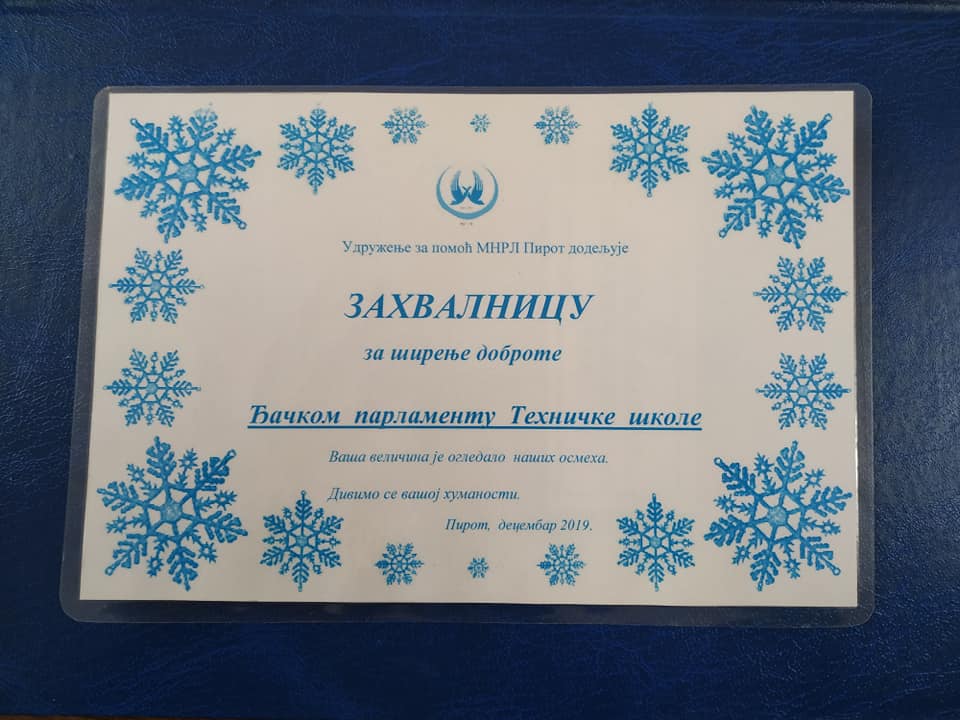 Удружење за помоћ МНРЛ Пирот додељује
ЗАХВАЛНИЦУ
за ширење доброте
Ђачком парламенту Техничке школе
Ваша величина је огледало наших осмеха.
Дивимо се вашој хуманости.
Пирот, децембар 2019.